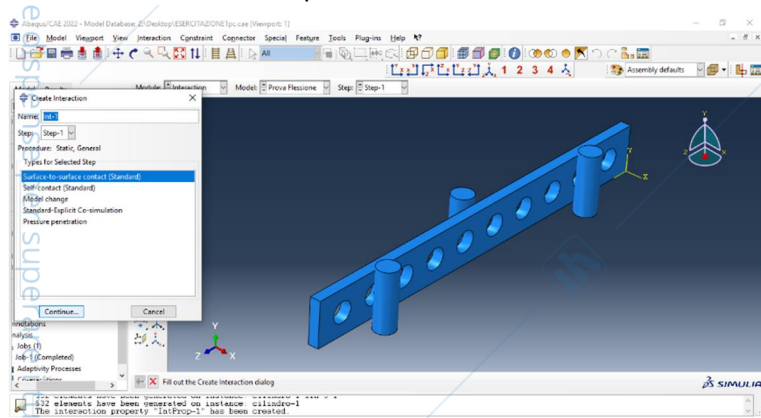 Abaqus/CAE 2022 - Model Database: Z:\Desktop\ESERCITAZIONE1pc.cae [Viewport: 1]
File Model Viewport View Interaction Constraint Connector Special Feature Tools Plug-ins Help
All
1 2 3 4 Assembly defaults
Module: Interaction Model: Prova Flessione Step: Step-1
Create Interaction
Name: Int-1
Step: Step-1
Procedure: Static, General
Types for Selected Step
Surface-to-surface contact (Standard)
Self-contact (Standard)
Model change
Standard-Explicit Co-simulation
Pressure penetration
Continue... Cancel
Jobs (1)
Job-1 (Completed)
Adaptivity Processes
Y
X
Z
Y
X
Z
Y
X
Fill out the Create Interaction dialog
SIMULIA
532 elements have been generated on instance: cilindro-1
The interaction property "IntProp-1" has been created.